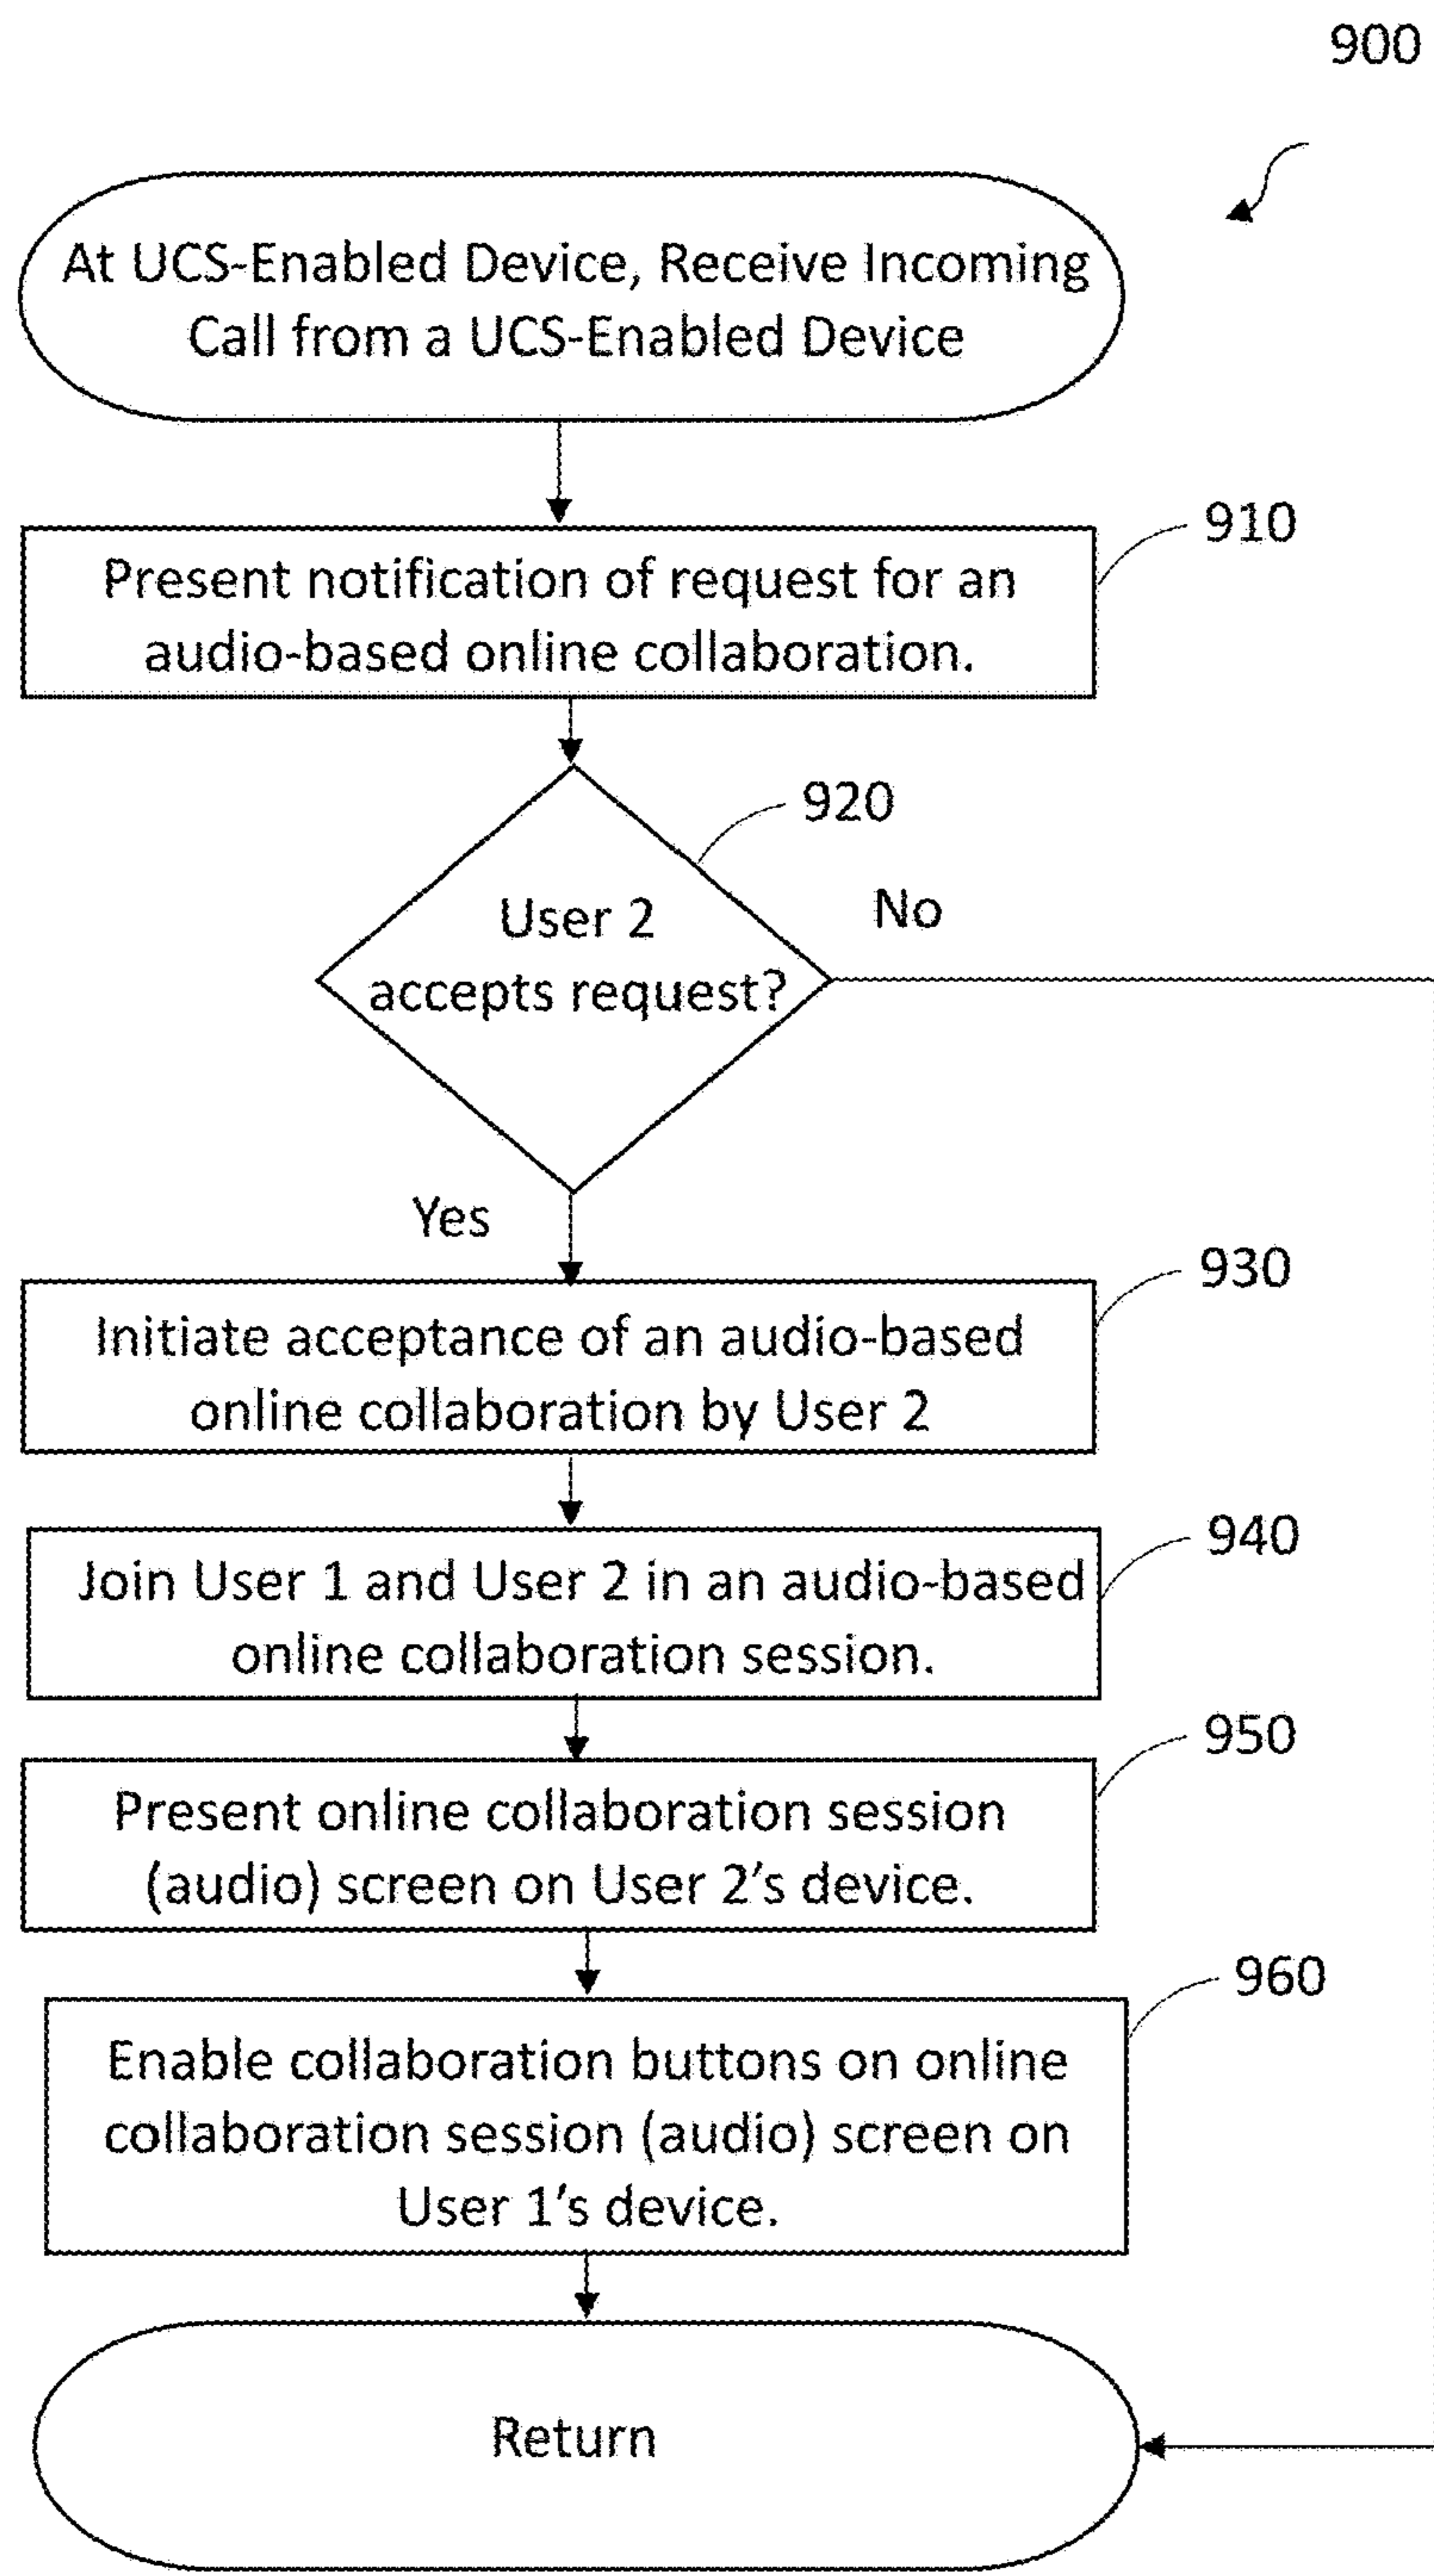 900
At UCS-Enabled Device, Receive Incoming
Call from a UCS-Enabled Device
910
Present notification of request for an
audio-based online collaboration.
920
No
User 2
accepts request?
Yes
930
Initiate acceptance of an audio-based
online collaboration by User 2
940
Join User 1 and User 2 in an audio-based
online collaboration session.
950
Present online collaboration session
(audio) screen on User 2's device.
960
Enable collaboration buttons on online
collaboration session (audio) screen on
User 1's device.
Return